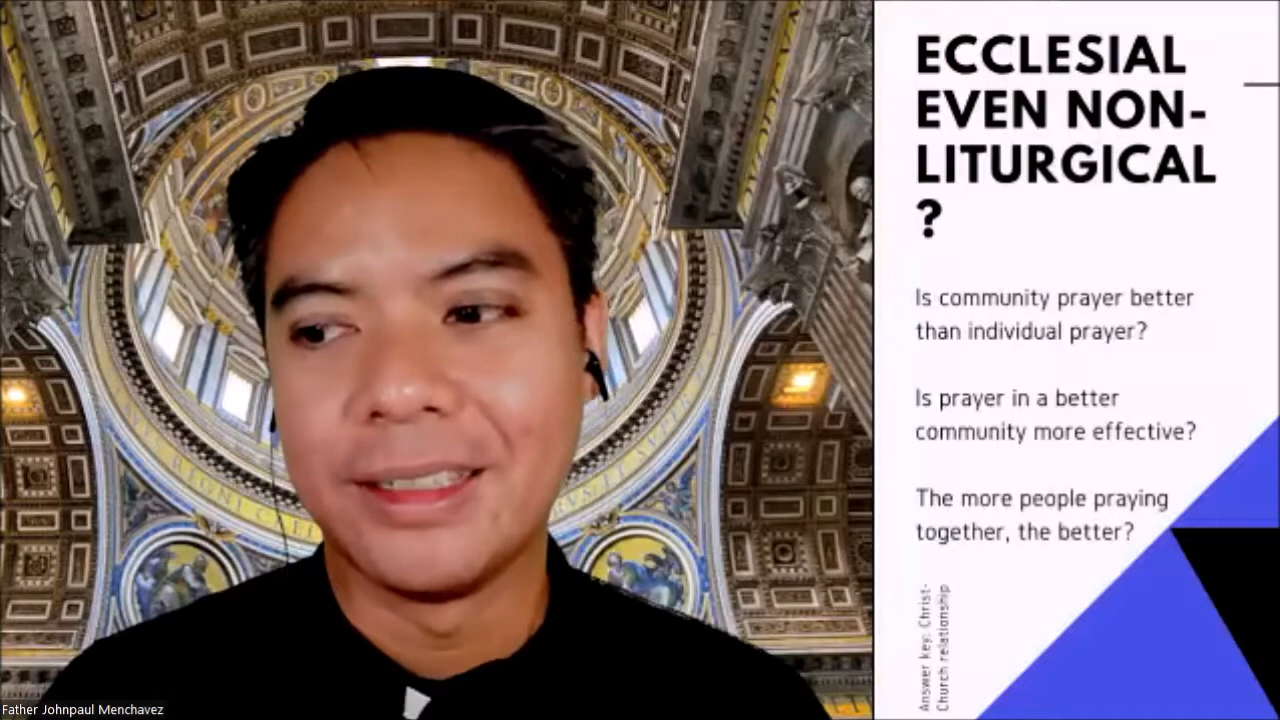 ECCLESIAL
EVEN NON-
LITURGICAL
?
Is community prayer better
than individual prayer?
Is prayer in a better
community more effective?
The more people praying
together, the better?
Answer key: Christ-
Church relationship
Father Johnpaul Menchavez